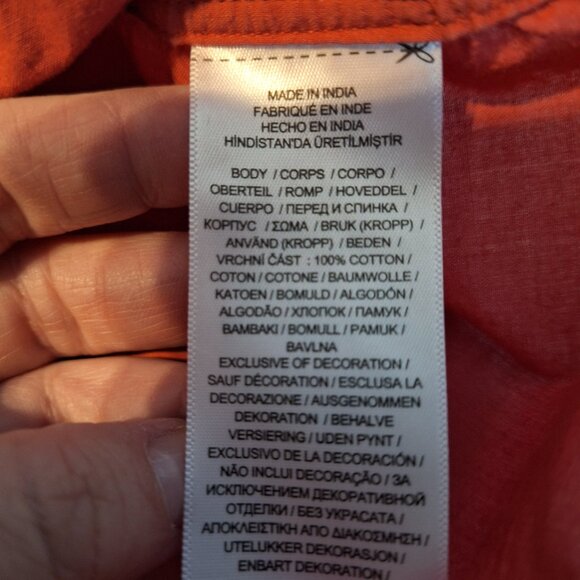 MADE IN INDIA
FABRIQUÉ EN INDE
HECHO EN INDIA
HİNDİSTAN'DA ÜRETİLMİŞTİR
BODY / CORPS / CORPO /
OBERTEIL / ROMP / HOVEDDEL /
CUERPO / ПЕРЕД И СПИНКА /
КОРПУС / ΣΩΜΑ / BRUK (KROPP) /
ANVÄND (KROPP) / BEDEN /
VRCHNÍ ČÁST : 100% COTTON /
COTON / COTONE / BAUMWOLLE /
KATOEN / BOMULD / ALGODÓN /
ALGODÃO / ХЛОПОК / ПАМУК /
BAMBAKI / BOMULL / PAMUK /
BAVLNA
EXCLUSIVE OF DECORATION /
SAUF DÉCORATION / ESCLUSA LA
DECORAZIONE / AUSGENOMMEN
DEKORATION / BEHALVE
VERSIERING / UDEN PYNT /
EXCLUSIVO DE LA DECORACIÓN /
NÃO INCLUI DECORAÇÃO / ЗА
ИСКЛЮЧЕНИЕМ ДЕКОРАТИВНОЙ
ОТДЕЛКИ / БЕЗ УКРАСАТА /
ΑΠΟΚΛΕΙΣΤΙΚΗ ΑΠΟ ΔΙΑΚΟΣΜΗΣΗ /
UTELUKKER DEKORASJON /
ENBART DEKORATION /